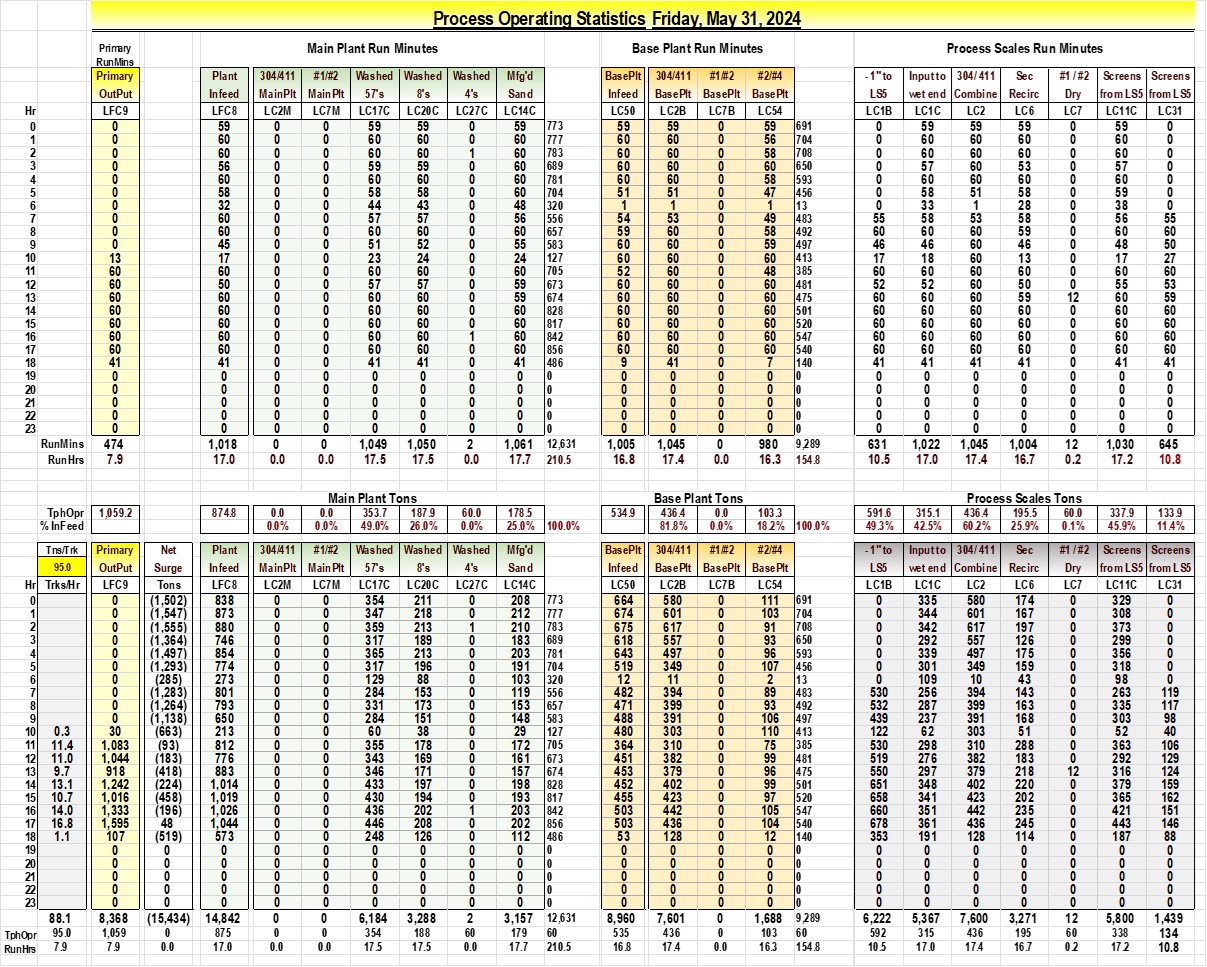 Process Operating Statistics Friday, May 31, 2024
Primary Main Plant Run Minutes Base Plant Run Minutes Process Scales Run Minutes
RunMins
Primary Plant 304/411 #1/#2 Washed Washed Washed Mfg'd BasePlt 304/411 #1/#2 #2/#4 -1" to Input to 304/411 Sec #1/#2 Screens Screens
OutPut Infeed MainPlt MainPlt 57's 8's 4's Sand Infeed BasePlt BasePlt BasePlt LS5 wet end Combine Recirc Dry from LS5 from LS5
Hr LFC9 LFC8 LC2M LC7M LC17C LC20C LC27C LC14C LC50 LC2B LC7B LC54 LC1B LC1C LC2 LC6 LC7 LC11C LC31
0 0 59 0 0 59 59 0 59 773 59 59 0 59 691 0 59 59 59 0 59 0
1 0 60 0 0 60 60 0 60 777 60 60 0 56 704 0 60 60 60 0 60 0
2 0 60 0 0 60 60 1 60 783 60 60 0 58 708 0 60 60 60 0 60 0
3 0 56 0 0 59 59 0 60 689 60 60 0 60 650 0 57 60 53 0 57 0
4 0 60 0 0 60 60 0 60 781 60 60 0 58 593 0 60 60 60 0 60 0
5 0 58 0 0 58 58 0 60 704 51 51 0 47 456 0 58 51 58 0 59 0
6 0 32 0 0 44 43 0 48 320 1 1 0 1 13 0 33 1 28 0 38 0
7 0 60 0 0 57 57 0 56 556 54 53 0 49 483 55 58 53 58 0 56 55
8 0 60 0 0 60 60 0 60 657 59 60 0 58 492 60 60 60 59 0 60 60
9 0 45 0 0 51 52 0 55 583 60 60 0 59 497 46 46 60 46 0 48 50
10 13 17 0 0 23 24 0 24 127 60 60 0 60 413 17 18 60 13 0 17 27
11 60 60 0 0 60 60 0 60 705 52 60 0 48 385 60 60 60 60 0 60 60
12 60 50 0 0 57 57 0 59 673 60 60 0 60 481 52 52 60 50 0 55 53
13 60 60 0 0 60 60 0 59 674 60 60 0 60 475 60 60 60 59 12 60 59
14 60 60 0 0 60 60 0 60 828 60 60 0 60 501 60 60 60 60 0 60 60
15 60 60 0 0 60 60 0 60 817 60 60 0 60 520 60 60 60 60 0 60 60
16 60 60 0 0 60 60 1 60 842 60 60 0 60 547 60 60 60 60 0 60 60
17 60 60 0 0 60 60 0 60 856 60 60 0 60 540 60 60 60 60 0 60 60
18 41 41 0 0 41 41 0 41 486 9 41 0 7 140 41 41 41 41 0 41 41
19 0 0 0 0 0 0 0 0 0 0 0 0 0 0 0 0 0 0 0 0 0
20 0 0 0 0 0 0 0 0 0 0 0 0 0 0 0 0 0 0 0 0 0
21 0 0 0 0 0 0 0 0 0 0 0 0 0 0 0 0 0 0 0 0 0
22 0 0 0 0 0 0 0 0 0 0 0 0 0 0 0 0 0 0 0 0 0
23 0 0 0 0 0 0 0 0 0 0 0 0 0 0 0 0 0 0 0 0 0
RunMins 474 1,018 0 0 1,049 1,050 2 1,061 12,631 1,005 1,045 0 980 9,289 631 1,022 1,045 1,004 12 1,030 645
RunHrs 7.9 17.0 0.0 0.0 17.5 17.5 0.0 17.7 210.5 16.8 17.4 0.0 16.3 154.8 10.5 17.0 17.4 16.7 0.2 17.2 10.8
Main Plant Tons Base Plant Tons Process Scales Tons
TphOpr 1,059.2 874.8 0.0 0.0 353.7 187.9 60.0 178.5 534.9 436.4 0.0 103.3 591.6 315.1 436.4 195.5 60.0 337.9 133.9
% InFeed 0.0% 0.0% 49.0% 26.0% 0.0% 25.0% 100.0% 81.8% 0.0% 18.2% 100.0% 49.3% 42.5% 60.2% 25.9% 0.1% 45.9% 11.4%
Tns/Trk Primary Net Plant 304/411 #1/#2 Washed Washed Washed Mfg'd BasePlt 304/411 #1/#2 #2/#4 -1" to Input to 304/411 Sec #1/#2 Screens Screens
95.0 OutPut Surge Infeed MainPlt MainPlt 57's 8's 4's Sand Infeed BasePlt BasePlt BasePlt LS5 wet end Combine Recirc Dry from LS5 from LS5
Hr Trks/Hr LFC9 Tons LFC8 LC2M LC7M LC17C LC20C LC27C LC14C LC50 LC2B LC7B LC54 LC1B LC1C LC2 LC6 LC7 LC11C LC31
0 0 (1,502) 838 0 0 354 211 0 208 773 664 580 0 111 691 0 335 580 174 0 329 0
1 0 (1,547) 873 0 0 347 218 0 212 777 674 601 0 103 704 0 344 601 167 0 308 0
2 0 (1,555) 880 0 0 359 213 1 210 783 675 617 0 91 708 0 342 617 197 0 373 0
3 0 (1,364) 746 0 0 317 189 0 183 689 618 557 0 93 650 0 292 557 126 0 299 0
4 0 (1,497) 854 0 0 365 213 0 203 781 643 497 0 96 593 0 339 497 175 0 356 0
5 0 (1,293) 774 0 0 317 196 0 191 704 519 349 0 107 456 0 301 349 159 0 318 0
6 0 (285) 273 0 0 129 88 0 103 320 12 11 0 2 13 0 109 10 43 0 98 0
7 0 (1,283) 801 0 0 284 153 0 119 556 482 394 0 89 483 530 256 394 143 0 263 119
8 0 (1,264) 793 0 0 331 173 0 153 657 471 399 0 93 492 532 287 399 163 0 335 117
9 0 (1,138) 650 0 0 284 151 0 148 583 488 391 0 106 497 439 237 391 168 0 303 98
10 0.3 30 (663) 213 0 0 60 38 0 29 127 480 303 0 110 413 122 62 303 51 0 52 40
11 11.4 1,083 (93) 812 0 0 355 178 0 172 705 364 310 0 75 385 530 298 310 288 0 363 106
12 11.0 1,044 (183) 776 0 0 343 169 0 161 673 451 382 0 99 481 519 276 382 183 0 292 129
13 9.7 918 (418) 883 0 0 346 171 0 157 674 453 379 0 96 475 550 297 379 218 12 316 124
14 13.1 1,242 (224) 1,014 0 0 433 197 0 198 828 452 402 0 99 501 651 348 402 220 0 379 159
15 10.7 1,016 (458) 1,019 0 0 430 194 0 193 817 455 423 0 97 520 658 341 423 202 0 365 162
16 14.0 1,333 (196) 1,026 0 0 436 202 1 203 842 503 442 0 105 547 660 351 442 235 0 421 151
17 16.8 1,595 48 1,044 0 0 446 208 0 202 856 503 436 0 104 540 678 361 436 245 0 443 146
18 1.1 107 (519) 573 0 0 248 126 0 112 486 53 128 0 12 140 353 191 128 114 0 187 88
19 0 0 0 0 0 0 0 0 0 0 0 0 0 0 0 0 0 0 0 0 0 0
20 0 0 0 0 0 0 0 0 0 0 0 0 0 0 0 0 0 0 0 0 0 0
21 0 0 0 0 0 0 0 0 0 0 0 0 0 0 0 0 0 0 0 0 0 0
22 0 0 0 0 0 0 0 0 0 0 0 0 0 0 0 0 0 0 0 0 0 0
23 0 0 0 0 0 0 0 0 0 0 0 0 0 0 0 0 0 0 0 0 0 0
88.1 8,368 (15,434) 14,842 0 0 6,184 3,288 2 3,157 12,631 8,960 7,601 0 1,688 9,289 6,222 5,367 7,600 3,271 12 5,800 1,439
TphOpr 95.0 1,059 0 875 0 0 354 188 60 179 60 535 436 0 103 60 592 315 436 195 60 338 134
RunHrs 7.9 7.9 0.0 17.0 0.0 0.0 17.5 17.5 0.0 17.7 210.5 16.8 17.4 0.0 16.3 154.8 10.5 17.0 17.4 16.7 0.2 17.2 10.8